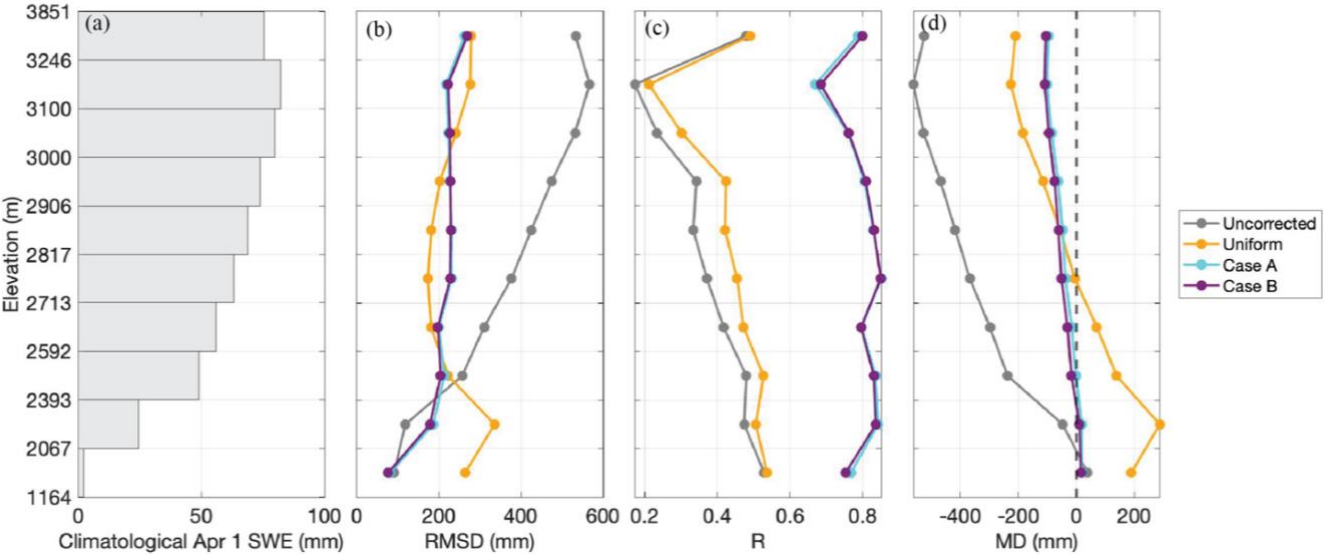 (a)
(b)
(c)
(d)
3851
3246
3100
3000
2906
2817
2713
2592
2393
2067
1164
Elevation (m)
0 50 100
Climatological Apr 1 SWE (mm)
0 200 400 600
RMSD (mm)
0.2 0.4 0.6 0.8
R
-400 -200 0 200
MD (mm)
Uncorrected
Uniform
Case A
Case B